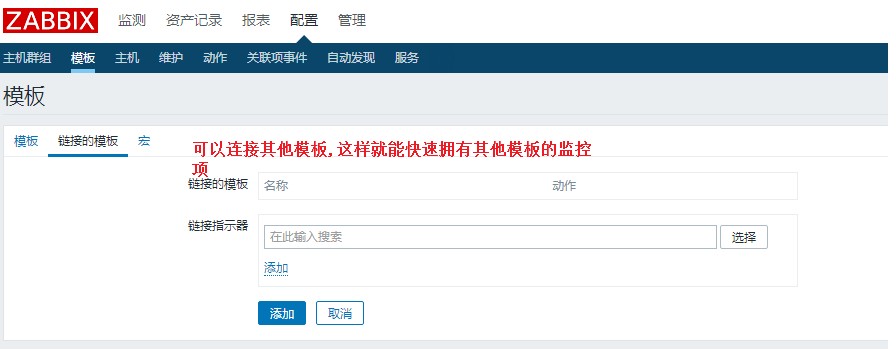 ZABBIX 监测 资产记录 报表 配置 管理
主机群组 模板 主机 维护 动作 关联项事件 自动发现 服务
模板
模板 链接的模板 宏
可以连接其他模板,这样就能快速拥有其他模板的监控
项
链接的模板 名称 动作
链接指示器
在此输入搜索 选择
添加
添加 取消